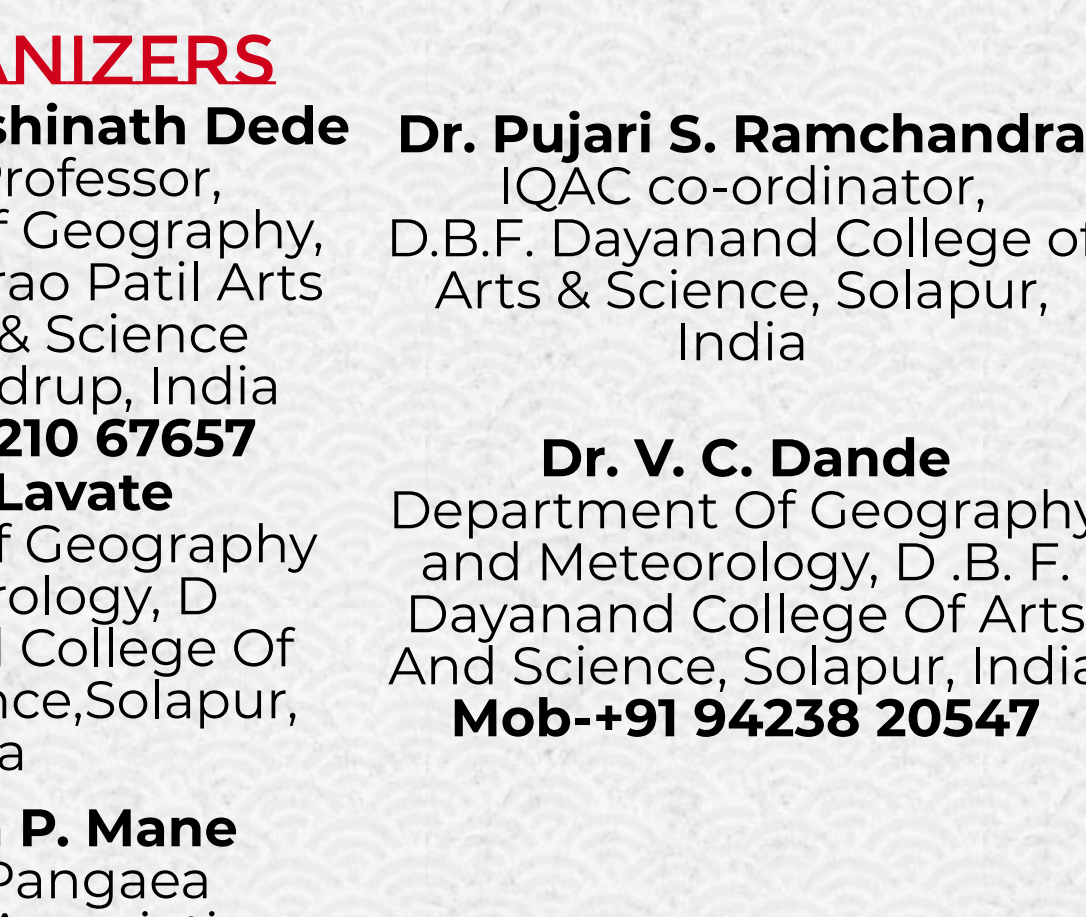 ANIZERS
shinath Dede
Professor,
f Geography,
rao Patil Arts
& Science
drup, India
210 67657
Lavate
f Geography
rology, D
College Of
nce,Solapur,
a
P. Mane
Pangaea
Dr. Pujari S. Ramchandra
IQAC co-ordinator,
D.B.F. Dayanand College of
Arts & Science, Solapur,
India
Dr. V. C. Dande
Department Of Geography
and Meteorology, D .B. F.
Dayanand College Of Arts
And Science, Solapur, India
Mob-+91 94238 20547